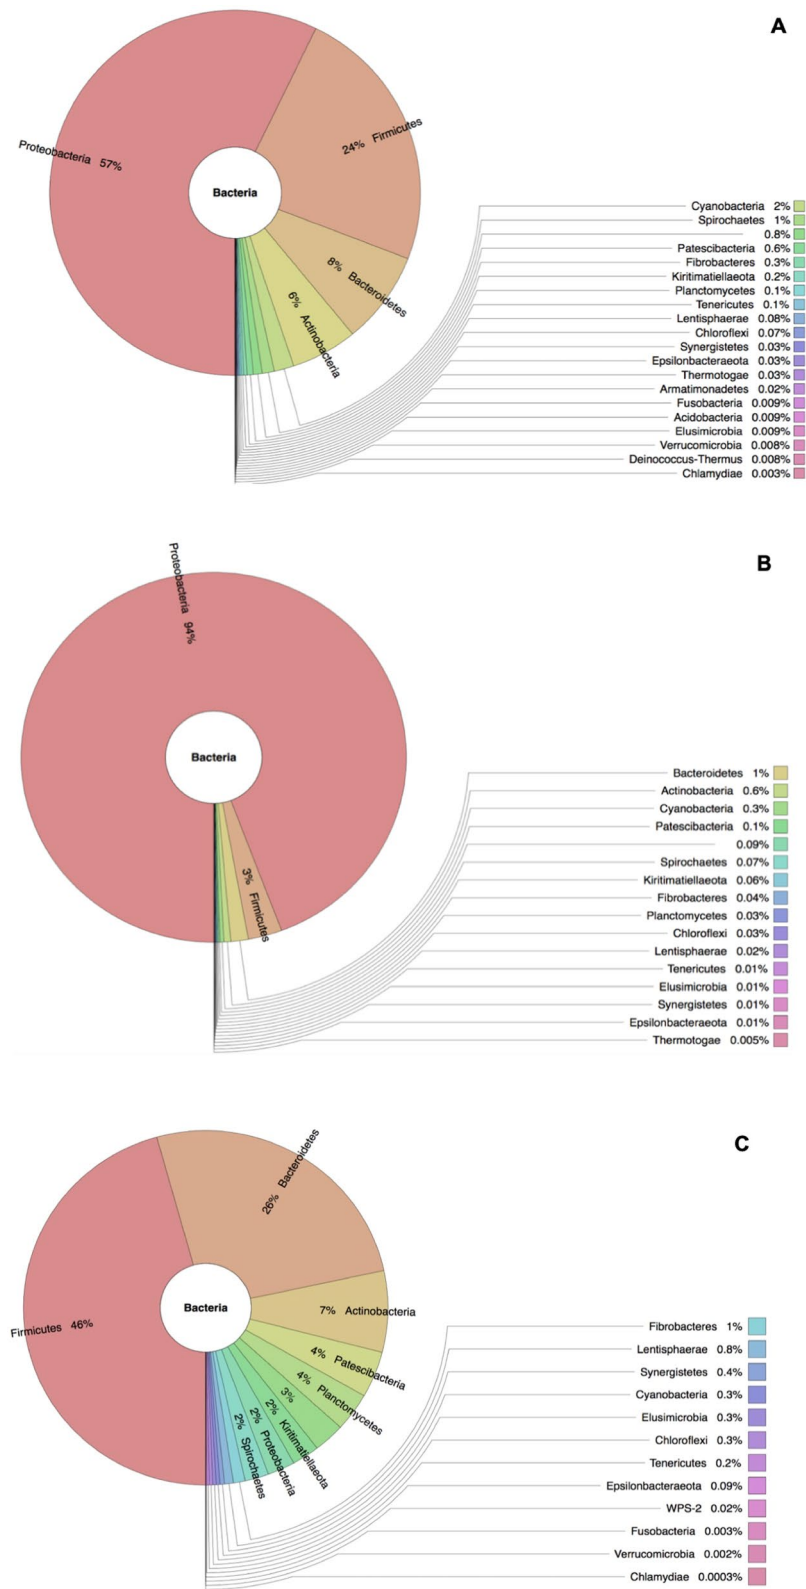 A
Proteobacteria 57%
24% Firmicutes
Bacteria
8% Bacteroidetes
6% Actinobacteria
Cyanobacteria 2%
Spirochaetes 1%
0.8%
Patescibacteria 0.6%
Fibrobacteres 0.3%
Kiritimatiellaeota 0.2%
Planctomycetes 0.1%
Tenericutes 0.1%
Lentisphaerae 0.08%
Chloroflexi 0.07%
Synergistetes 0.03%
Epsilonbacteraeota 0.03%
Thermotogae 0.03%
Armatimonadetes 0.02%
Fusobacteria 0.009%
Acidobacteria 0.009%
Elusimicrobia 0.009%
Verrucomicrobia 0.008%
Deinococcus-Thermus 0.008%
Chlamydiae 0.003%
B
Proteobacteria 94%
Bacteria
3% Firmicutes
Bacteroidetes 1%
Actinobacteria 0.6%
Cyanobacteria 0.3%
Patescibacteria 0.1%
0.09%
Spirochaetes 0.07%
Kiritimatiellaeota 0.06%
Fibrobacteres 0.04%
Planctomycetes 0.03%
Chloroflexi 0.03%
Lentisphaerae 0.02%
Tenericutes 0.01%
Elusimicrobia 0.01%
Synergistetes 0.01%
Epsilonbacteraeota 0.01%
Thermotogae 0.005%
C
26% Bacteroidetes
Bacteria
Firmicutes 46%
7% Actinobacteria
4% Patescibacteria
4% Planctomycetes
3%
2% Kiritimatiellaeota
2% Proteobacteria
2% Spirochaetes
Fibrobacteres 1%
Lentisphaerae 0.8%
Synergistetes 0.4%
Cyanobacteria 0.3%
Elusimicrobia 0.3%
Chloroflexi 0.3%
Tenericutes 0.2%
Epsilonbacteraeota 0.09%
WPS-2 0.02%
Fusobacteria 0.003%
Verrucomicrobia 0.002%
Chlamydiae 0.0003%